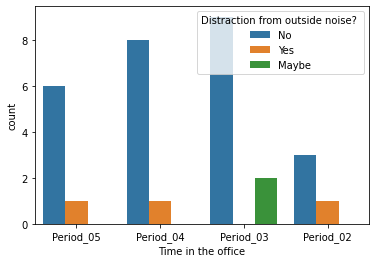 Distraction from outside noise?
No
Yes
Maybe
8
6
4
2
0
count
Period_05 Period_04 Period_03 Period_02
Time in the office